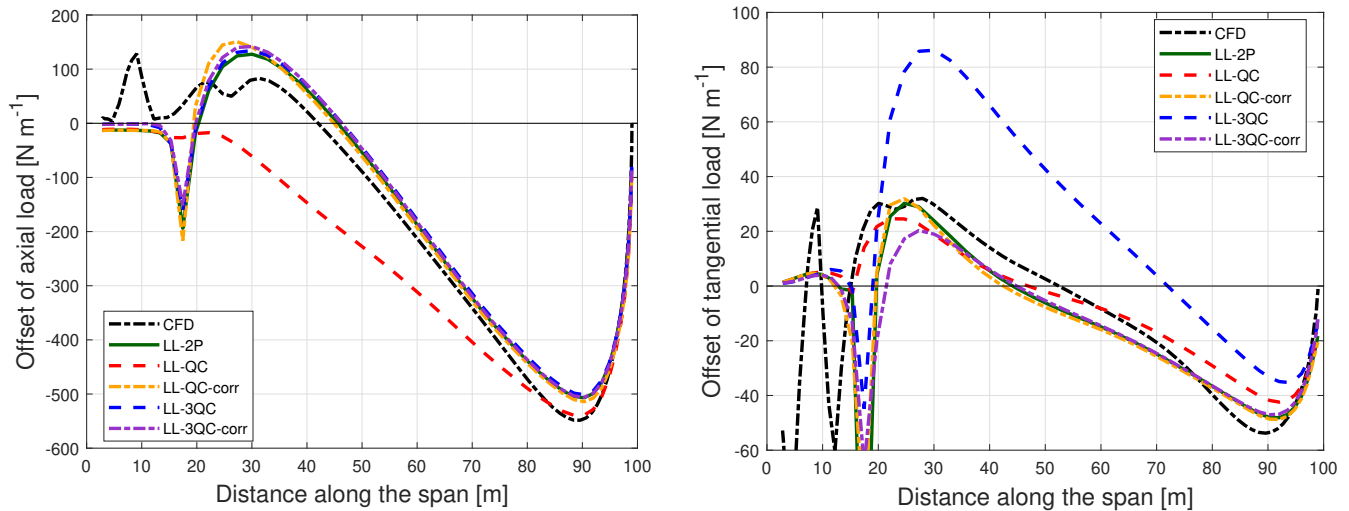 Offset of axial load [N m⁻¹]
200
100
0
-100
-200
-300
-400
-500
-600
CFD
LL-2P
LL-QC
LL-QC-corr
LL-3QC
LL-3QC-corr
0 10 20 30 40 50 60 70 80 90 100
Distance along the span [m]
Offset of tangential load [N m⁻¹]
100
80
60
40
20
0
-20
-40
-60
CFD
LL-2P
LL-QC
LL-QC-corr
LL-3QC
LL-3QC-corr
0 10 20 30 40 50 60 70 80 90 100
Distance along the span [m]